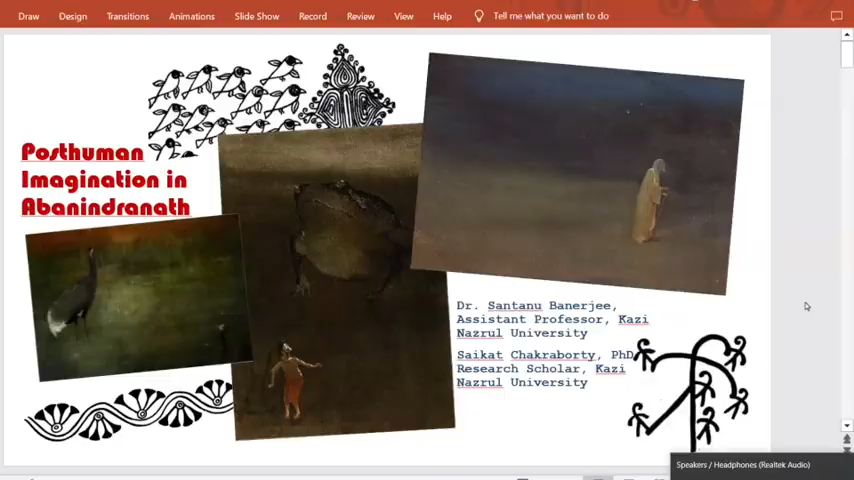 Draw Design Transitions Animations Slide Show Record Review View Help Tell me what you want to do
Posthuman
Imagination in
Abanindranath
Dr. Santanu Banerjee,
Assistant Professor, Kazi
Nazrul University
Saikat Chakraborty, PhD
Research Scholar, Kazi
Nazrul University
Speakers / Headphones (Realtek Audio)